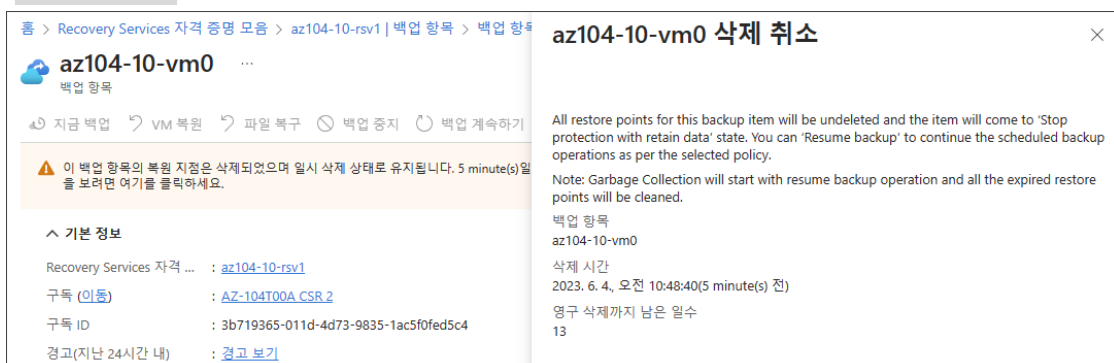 홈 > Recovery Services 자격 증명 모음 > az104-10-rsv1 | 백업 항목 > 백업 항목
az104-10-vm0 ...
백업 항목
지금 백업 VM 복원 파일 복구 백업 중지 백업 계속하기
이 백업 항목의 복원 지점은 삭제되었으며 일시 삭제 상태로 유지됩니다. 5 minute(s)일
을 보려면 여기를 클릭하세요.
기본 정보
Recovery Services 자격 ... : az104-10-rsv1
구독 (이동) : AZ-104T00A CSR 2
구독 ID : 3b719365-011d-4d73-9835-1ac5f0fed5c4
경고(지난 24시간 내) : 경고 보기
az104-10-vm0 삭제 취소
All restore points for this backup item will be undeleted and the item will come to 'Stop
protection with retain data' state. You can 'Resume backup' to continue the scheduled backup
operations as per the selected policy.
Note: Garbage Collection will start with resume backup operation and all the expired restore
points will be cleaned.
백업 항목
az104-10-vm0
삭제 시간
2023. 6. 4., 오전 10:48:40(5 minute(s) 전)
영구 삭제까지 남은 일수
13